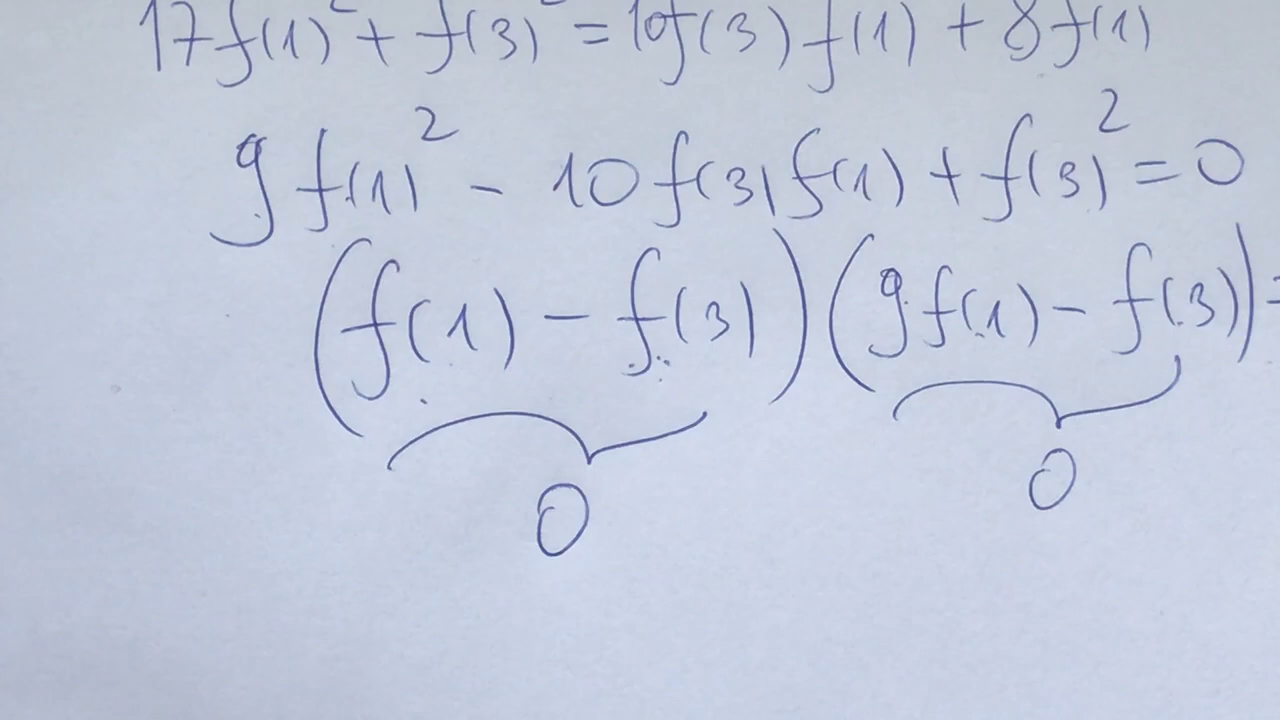 17f(1)² + f(3)² = 10f(3)f(1) + 8f(1)
9f(1)² - 10f(3)f(1) + f(3)² = 0
(f(1) - f(3))(9f(1) - f(3)) =
0 0